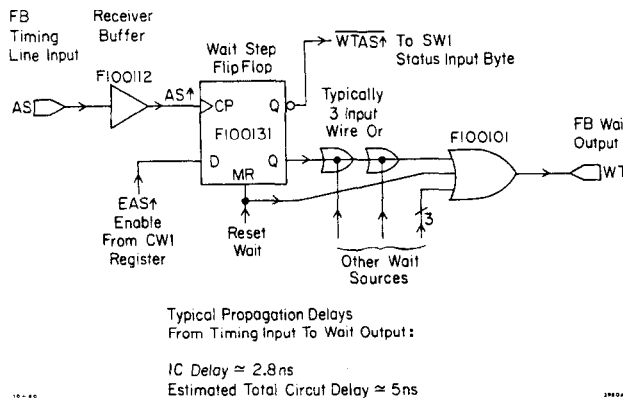 FB
Timing
Line Input
Receiver
Buffer
F100112
AS
AS↑
Wait Step
Flip Flop
CP
Q
F100131
D
Q
MR
WTAS↑ To SW1
Status Input Byte
Typically
3 Input
Wire Or
F100101
FB Wai
Output
WT
EAS↑
Enable
From CW1
Register
Reset
Wait
3
Other Wait
Sources
Typical Propagation Delays
From Timing Input To Wait Output:
IC Delay ≃ 2.8ns
Estimated Total Circut Delay ≃ 5ns